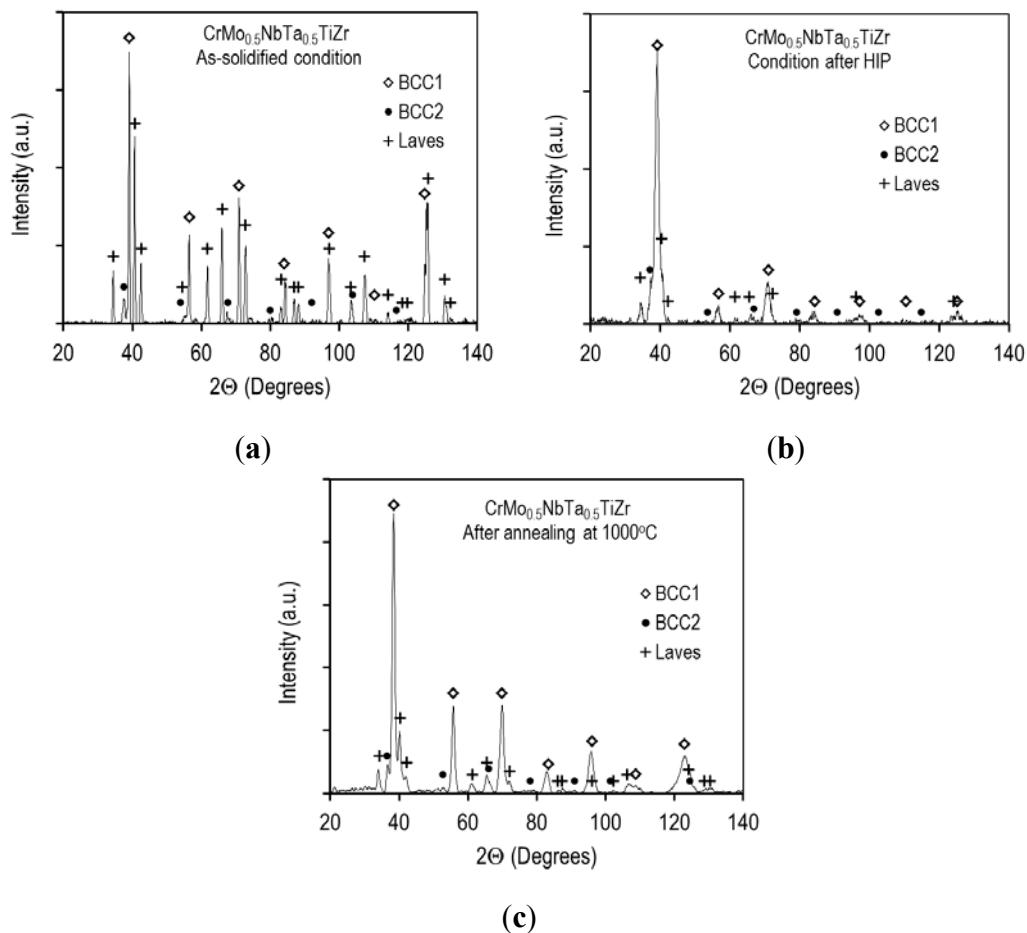 CrMo0.5NbTa0.5TiZr
As-solidified condition
BCC1
BCC2
Laves
Intensity (a.u.)
20 40 60 80 100 120 140
2Θ (Degrees)
(a)
CrMo0.5NbTa0.5TiZr
Condition after HIP
BCC1
BCC2
Laves
Intensity (a.u.)
20 40 60 80 100 120 140
2Θ (Degrees)
(b)
CrMo0.5NbTa0.5TiZr
After annealing at 1000°C
BCC1
BCC2
Laves
Intensity (a.u.)
20 40 60 80 100 120 140
2Θ (Degrees)
(c)